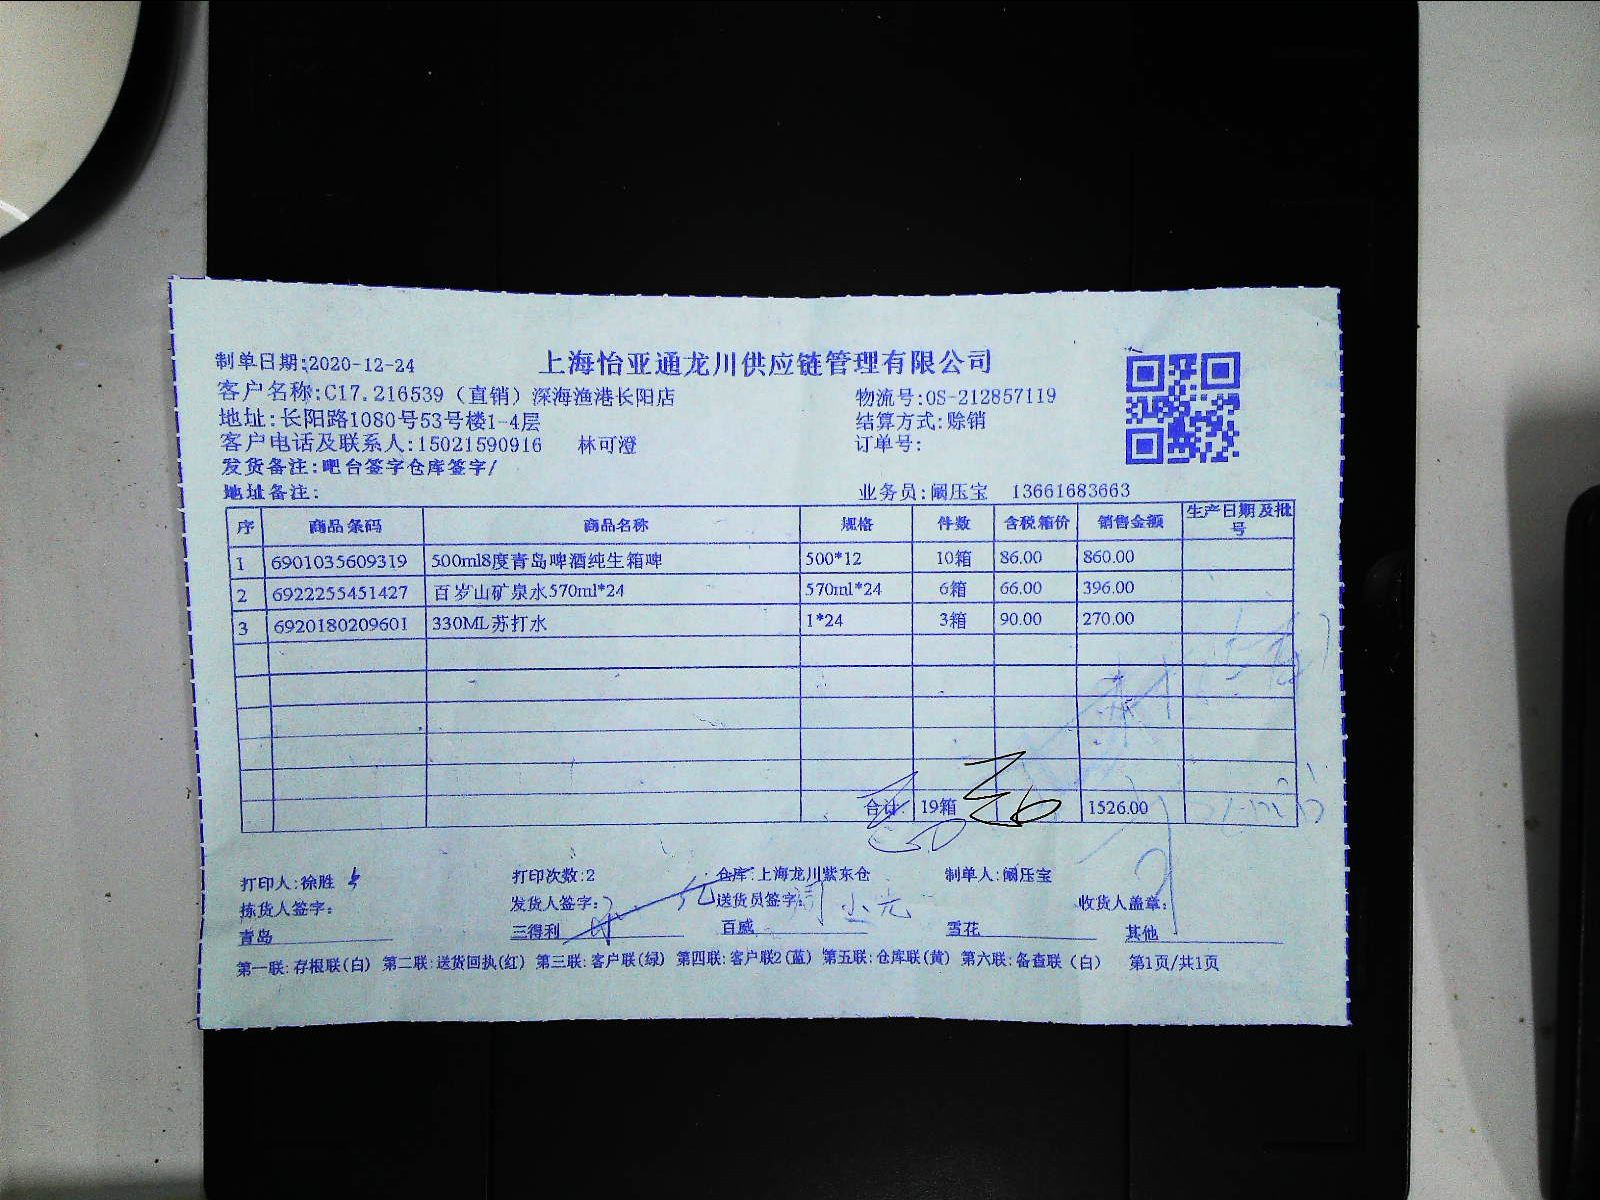 制单日期:2020-12-24 上海怡亚通龙川供应链管理有限公司
客户名称:C17.216539（直销）深海渔港长阳店 物流号:OS-212857119
地址:长阳路1080号53号楼1-4层 结算方式:赊销
客户电话及联系人:15021590916 林可澄 订单号:
发货备注:吧台签字仓库签字/
地址备注: 业务员:阚压宝 13661683663
序 商品条码 商品名称 规格 件数 含税箱价 销售金额 生产日期及批号
1 6901035609319 500ml8度青岛啤酒纯生箱啤 500*12 10箱 86.00 860.00
2 6922255451427 百岁山矿泉水570ml*24 570ml*24 6箱 66.00 396.00
3 6920180209601 330ML苏打水 1*24 3箱 90.00 270.00
合计: 19箱 1526.00
打印人:徐胜 打印次数:2 仓库:上海龙川紫东仓 制单人:阚压宝
拣货人签字: 发货人签字: 送货员签字: 收货人盖章:
青岛 三得利 百威 雪花 其他
第一联:存根联(白) 第二联:送货回执(红) 第三联:客户联(绿) 第四联:客户联2(蓝) 第五联:仓库联(黄) 第六联:备查联（白） 第1页/共1页